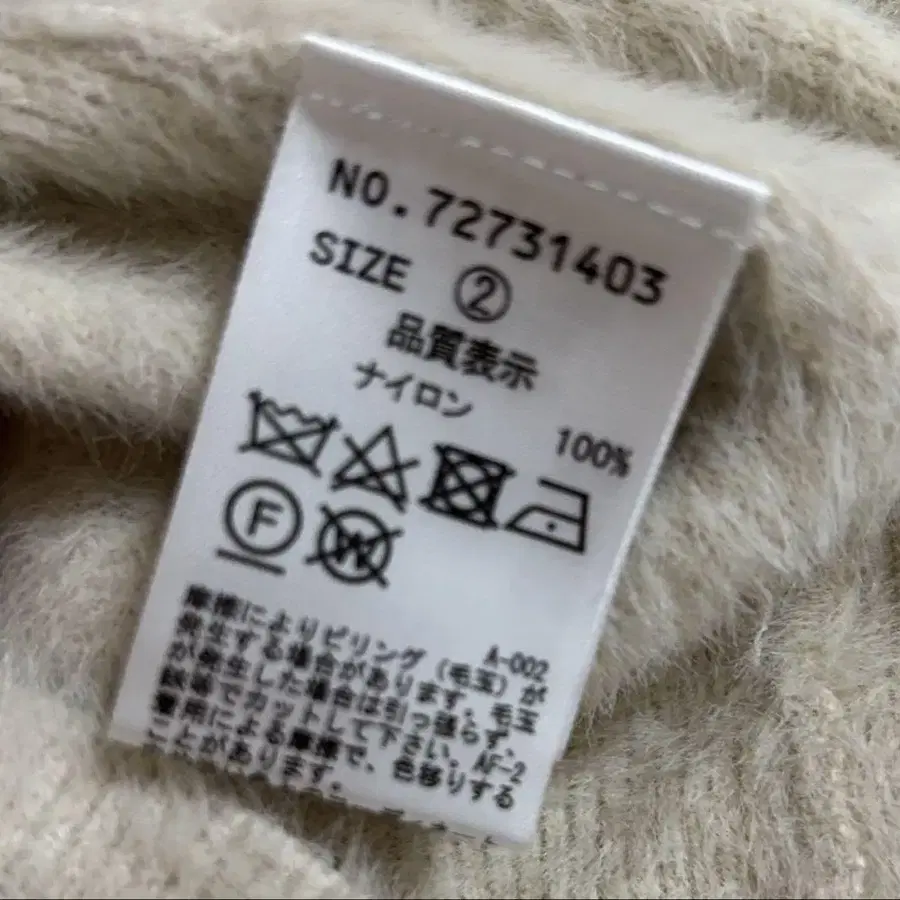 NO.72731403
SIZE ②
品質表示
ナイロン 100%
F W
A-002
摩擦によりピリング(毛玉)が
発生する場合があります。毛玉
が発生した場合は引っ張らず、
鋏等でカットして下さい。AF-2
着用による摩擦で、色移りする
ことがあります。